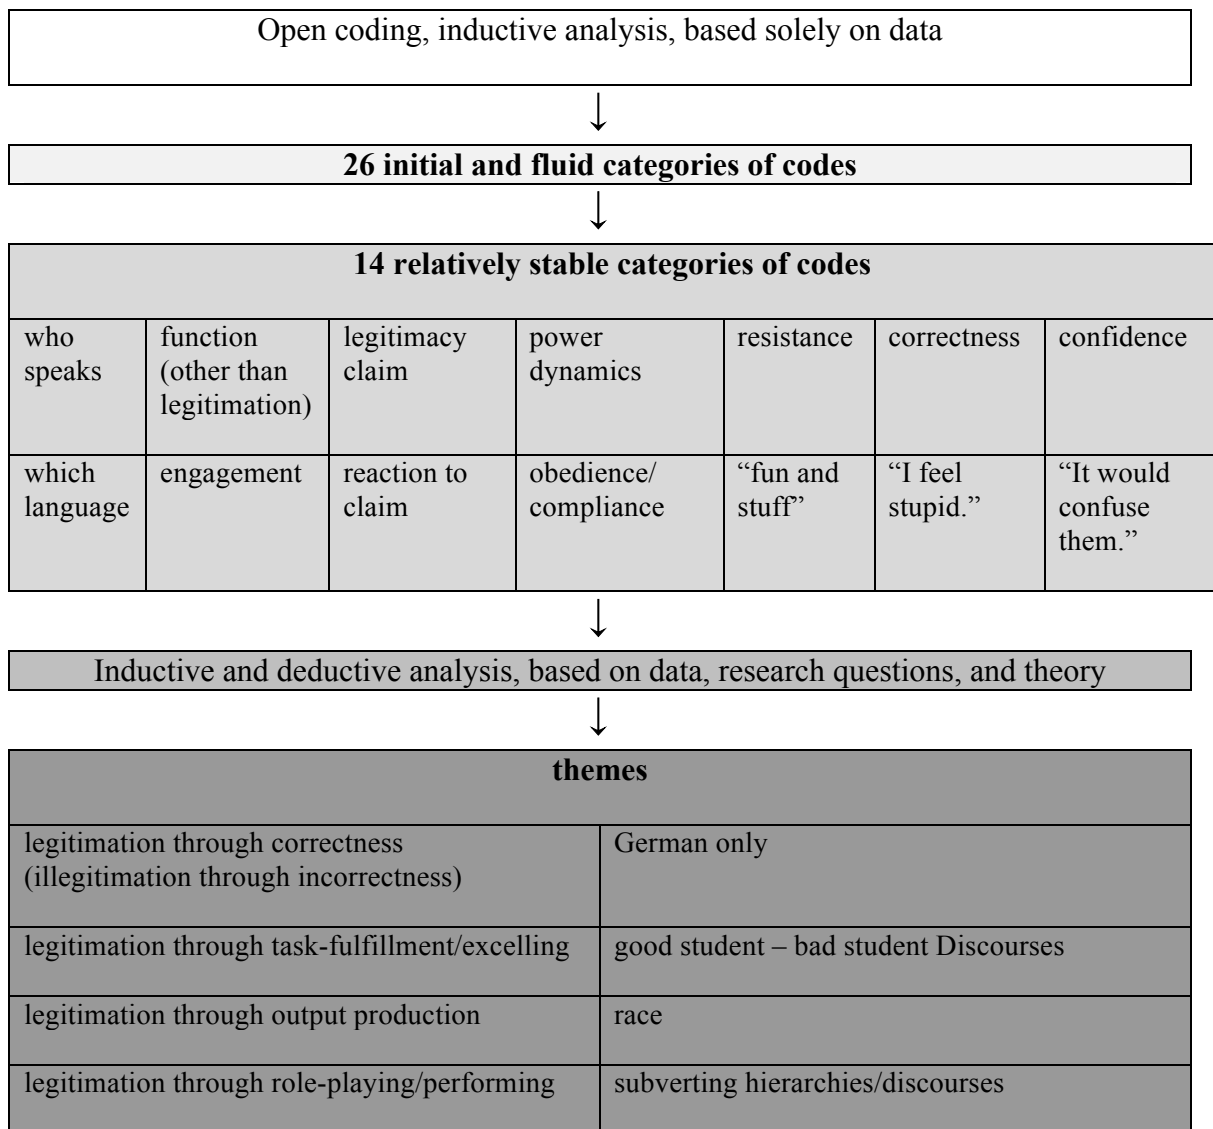 Open coding, inductive analysis, based solely on data
↓
26 initial and fluid categories of codes
↓
14 relatively stable categories of codes
who
speaks
function
(other than
legitimation)
legitimacy
claim
power
dynamics
resistance
correctness
confidence
which
language
engagement
reaction to
claim
obedience/
compliance
“fun and
stuff”
“I feel
stupid.”
“It would
confuse
them.”
↓
Inductive and deductive analysis, based on data, research questions, and theory
↓
themes
legitimation through correctness
(illegitimation through incorrectness)
German only
legitimation through task-fulfillment/excelling
good student – bad student Discourses
legitimation through output production
race
legitimation through role-playing/performing
subverting hierarchies/discourses